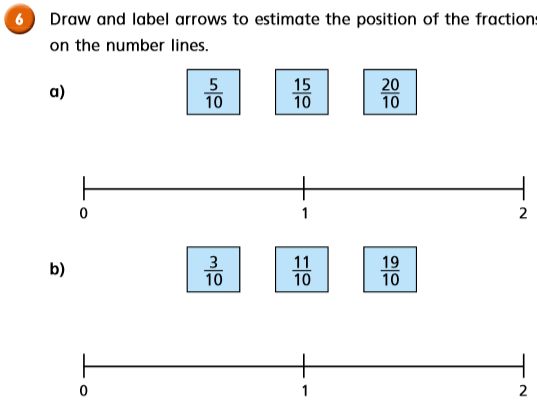 6 Draw and label arrows to estimate the position of the fractions
on the number lines.
a) 5/10 15/10 20/10
0 1 2
b) 3/10 11/10 19/10
0 1 2